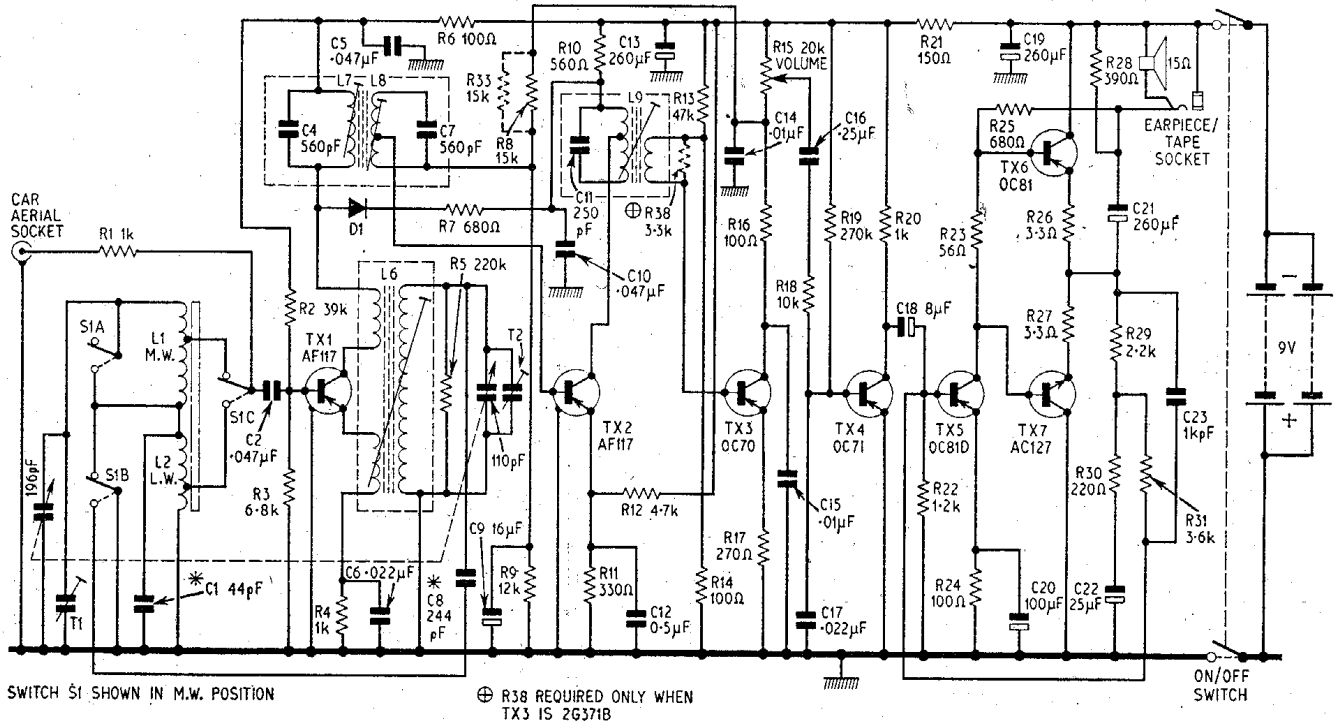 C5
.047µF
R6 100Ω
R10
560Ω
C13
260µF
R15 20k
VOLUME
R21
150Ω
C19
260µF
R28
390Ω
15Ω
L7
L8
R33
15k
R8
15k
L9
R13
47k
C14
.01µF
C16
.25µF
R25
680Ω
EARPIECE/
TAPE
SOCKET
C4
560pF
C7
560pF
C11
250
pF
⊕ R38
3.3k
TX6
OC81
CAR
AERIAL
SOCKET
R1 1k
D1
R7 680Ω
C10
.047µF
R16
100Ω
R19
270k
R20
1k
R23
56Ω
R26
3.3Ω
C21
260µF
L6
R5 220k
R18
10k
C18 8µF
R27
3.3Ω
R29
2.2k
−
9V
+
R2 39k
TX1
AF117
T2
S1A
L1
M.W.
S1C
C2
.047µF
110pF
TX2
AF117
TX3
OC70
TX4
OC71
TX5
OC81D
TX7
AC127
C23
1kpF
L2
L.W.
S1B
196pF
R3
6.8k
R12 4.7k
C15
.01µF
R22
1.2k
R30
220Ω
R31
3.6k
C9 16µF
R17
270Ω
T1
*
C1 44pF
R4
1k
C6 .022µF
*
C8
244
pF
R9
12k
R11
330Ω
C12
0.5µF
R14
100Ω
C17
.022µF
R24
100Ω
C20
100µF
C22
25µF
SWITCH S1 SHOWN IN M.W. POSITION
⊕ R38 REQUIRED ONLY WHEN
TX3 IS 2G371B
ON/OFF
SWITCH